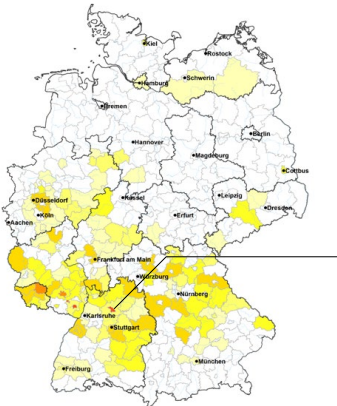 Kiel
Rostock
Hamburg
Schwerin
Bremen
Hannover
Berlin
Magdeburg
Cottbus
Düsseldorf
Kassel
Leipzig
Köln
Erfurt
Dresden
Aachen
Frankfurt am Main
Würzburg
Nürnberg
Karlsruhe
Stuttgart
München
Freiburg